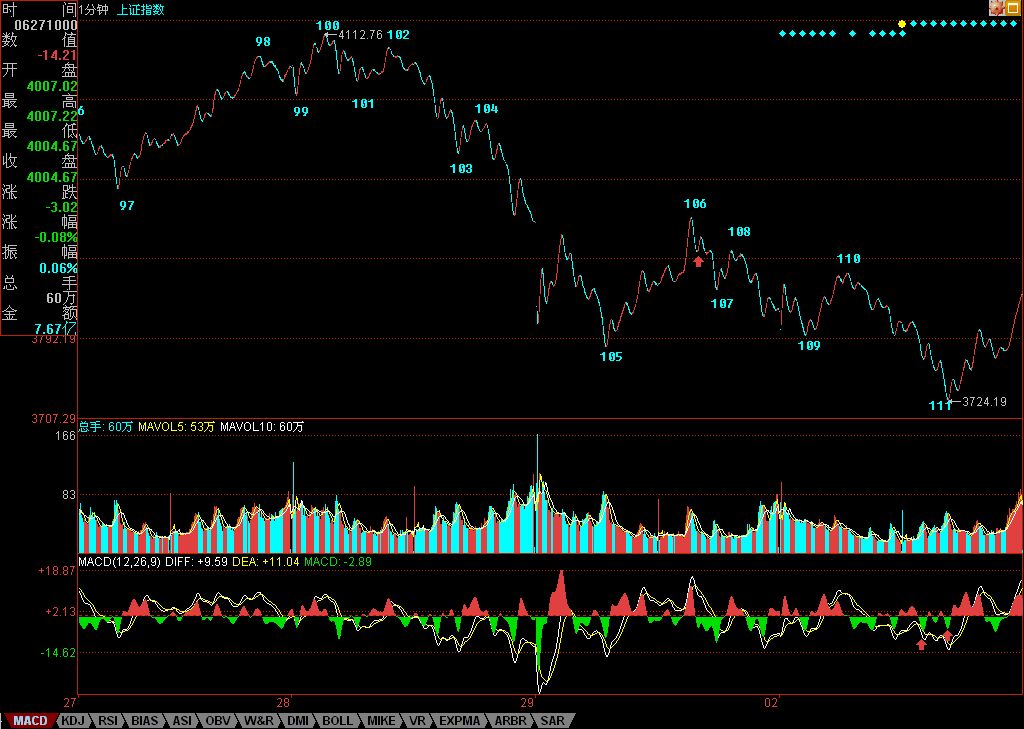 时 间 1分钟 上证指数
06271000
数 值
-14.21
开 盘
4007.02
最 高
4007.22
最 低
4004.67
收 盘
4004.67
涨 跌
-3.02
涨 幅
-0.08%
振 幅
0.06%
总 手
60万
金 额
7.67亿
3792.19
3707.29
6
97
98
99
100
4112.76
101
102
103
104
105
106
107
108
109
110
111
3724.19
总手: 60万 MAVOL5: 53万 MAVOL10: 60万
166
83
MACD(12,26,9) DIFF: +9.59 DEA: +11.04 MACD: -2.89
+18.87
+2.13
-14.62
27 28 29 02
MACD KDJ RSI BIAS ASI OBV W&R DMI BOLL MIKE VR EXPMA ARBR SAR